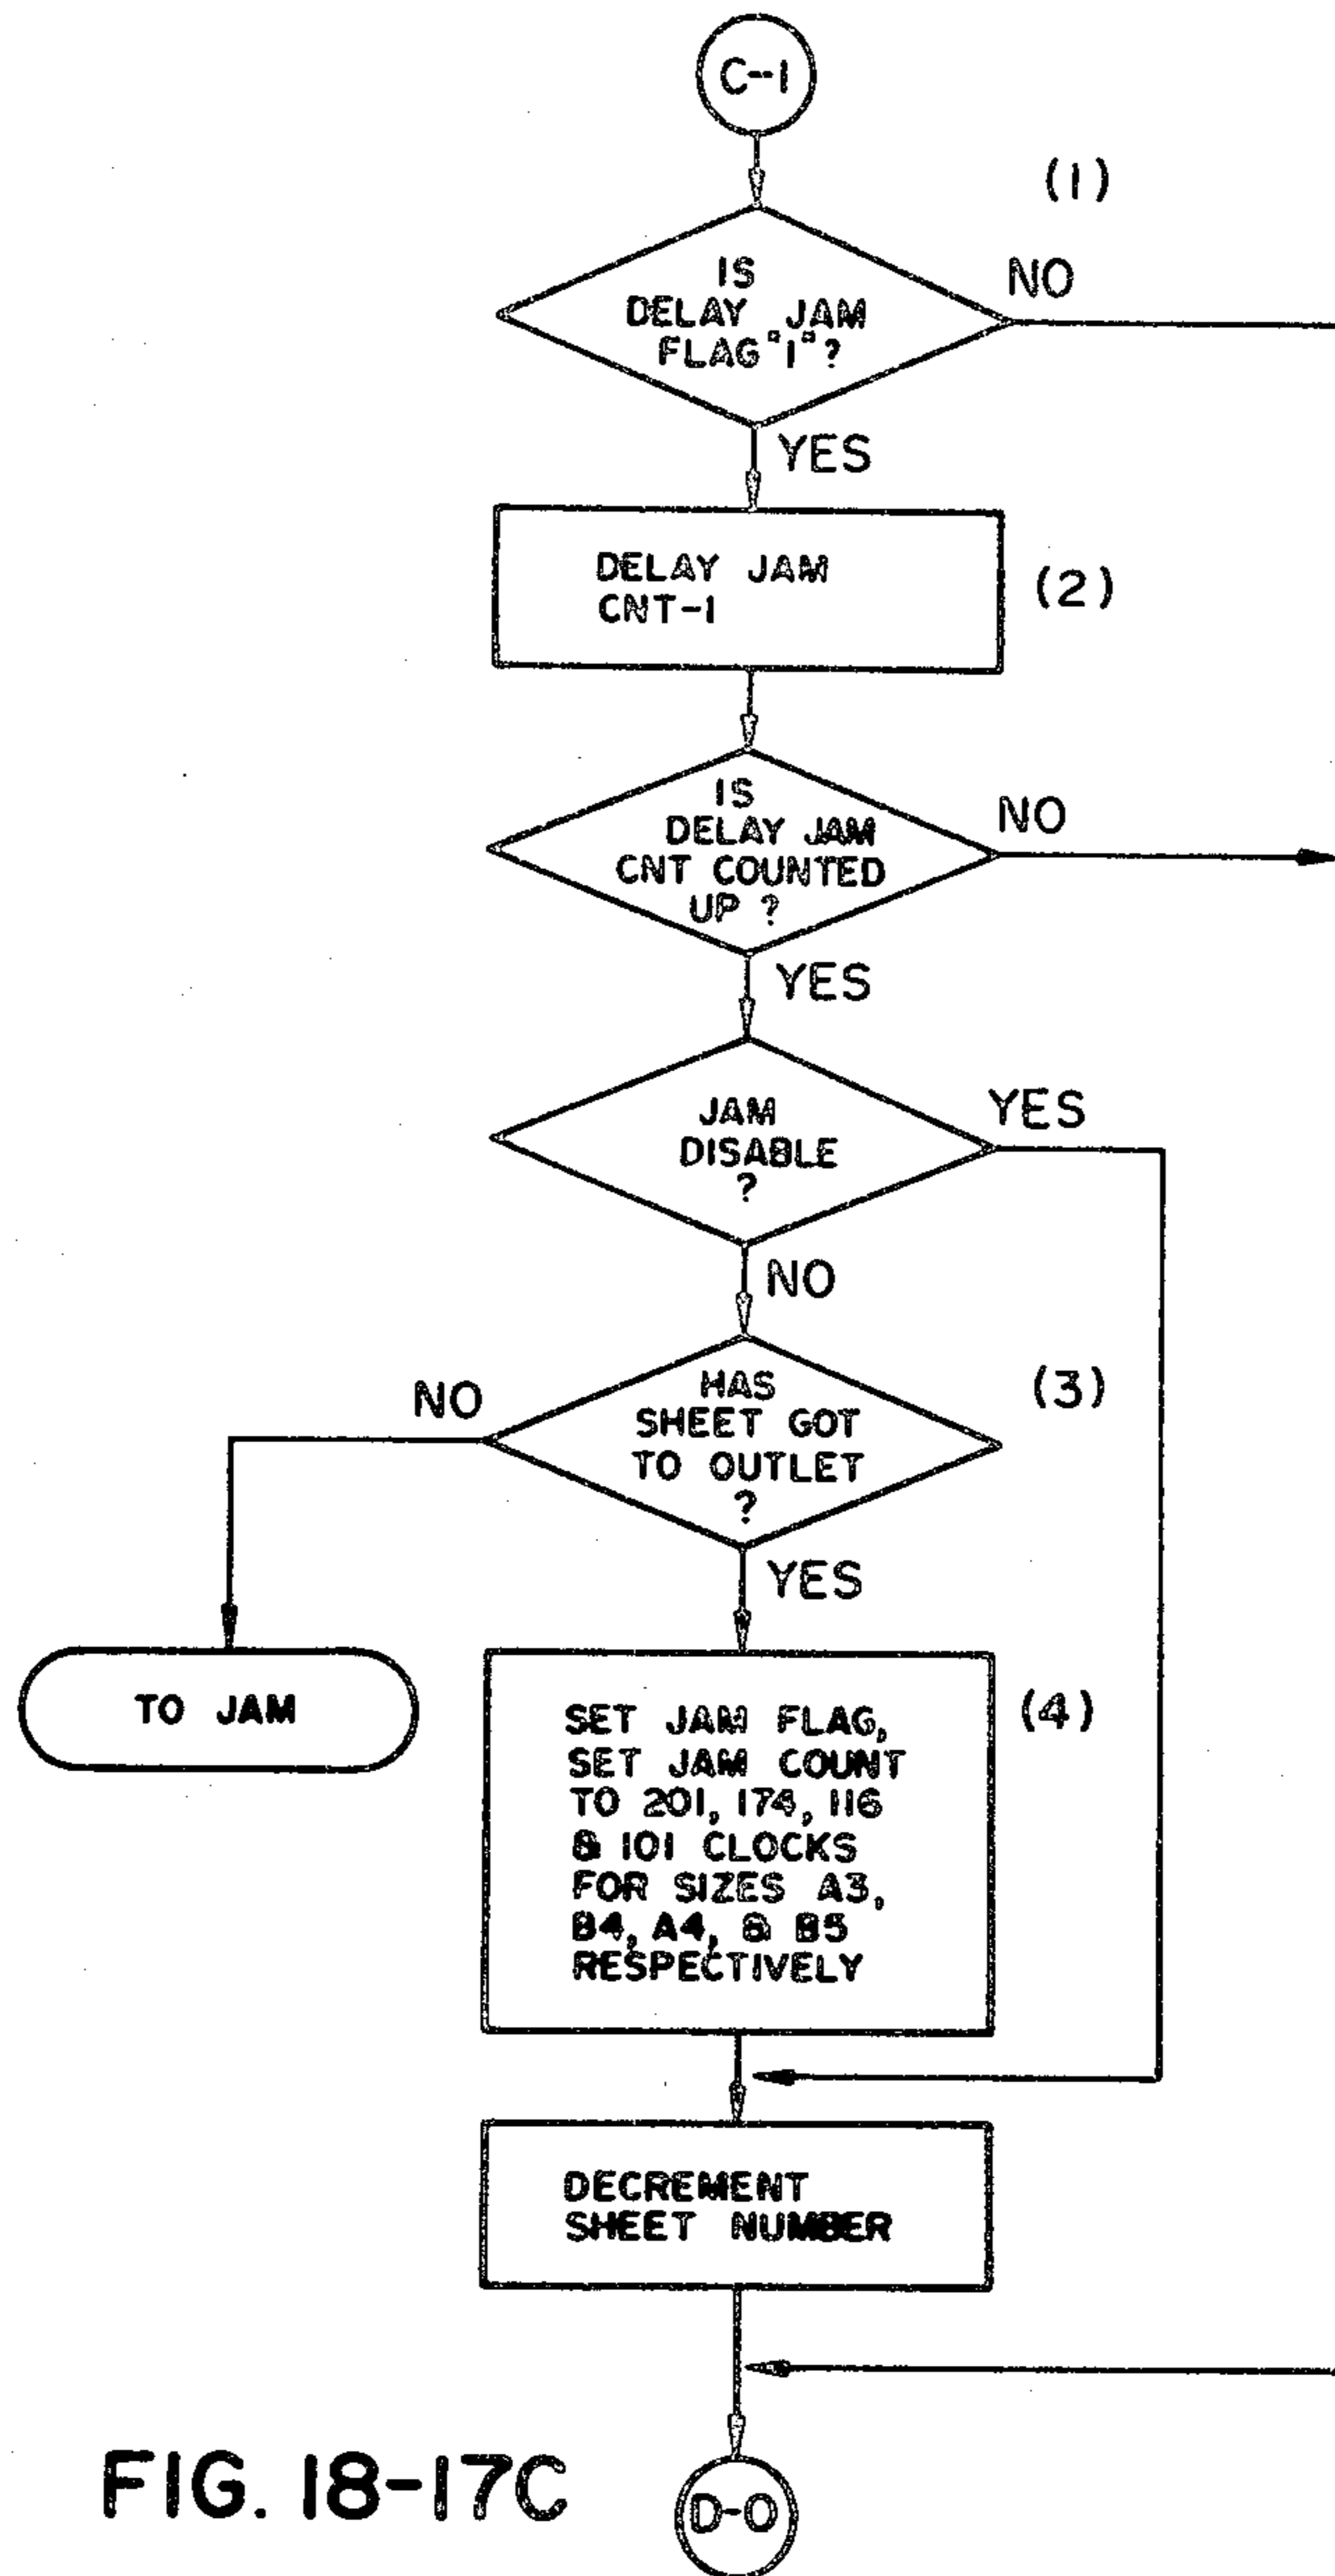 C-1
(1)
IS
DELAY JAM
FLAG "1"?
NO
YES
DELAY JAM
CNT-1
(2)
IS
DELAY JAM
CNT COUNTED
UP ?
NO
YES
JAM
DISABLE
?
YES
NO
HAS
SHEET GOT
TO OUTLET
?
(3)
NO
YES
TO JAM
SET JAM FLAG,
SET JAM COUNT
TO 201, 174, 116
& 101 CLOCKS
FOR SIZES A3,
B4, A4, & B5
RESPECTIVELY
(4)
DECREMENT
SHEET NUMBER
D-0
FIG. 18-17C